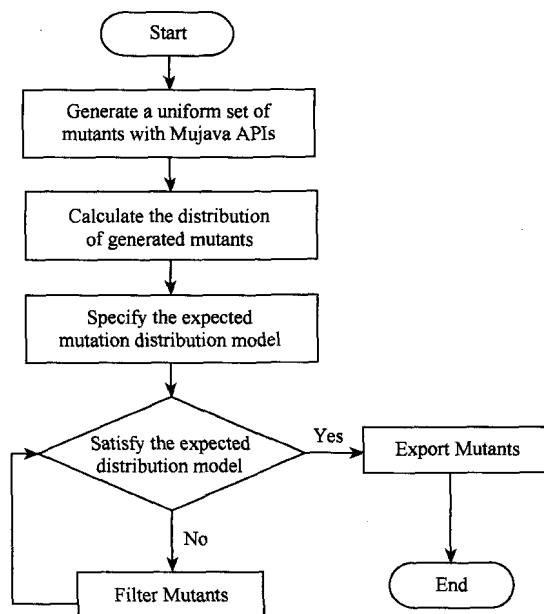 Start
Generate a uniform set of
mutants with Mujava APIs
Calculate the distribution
of generated mutants
Specify the expected
mutation distribution model
Satisfy the expected
distribution model
Yes
Export Mutants
No
Filter Mutants
End